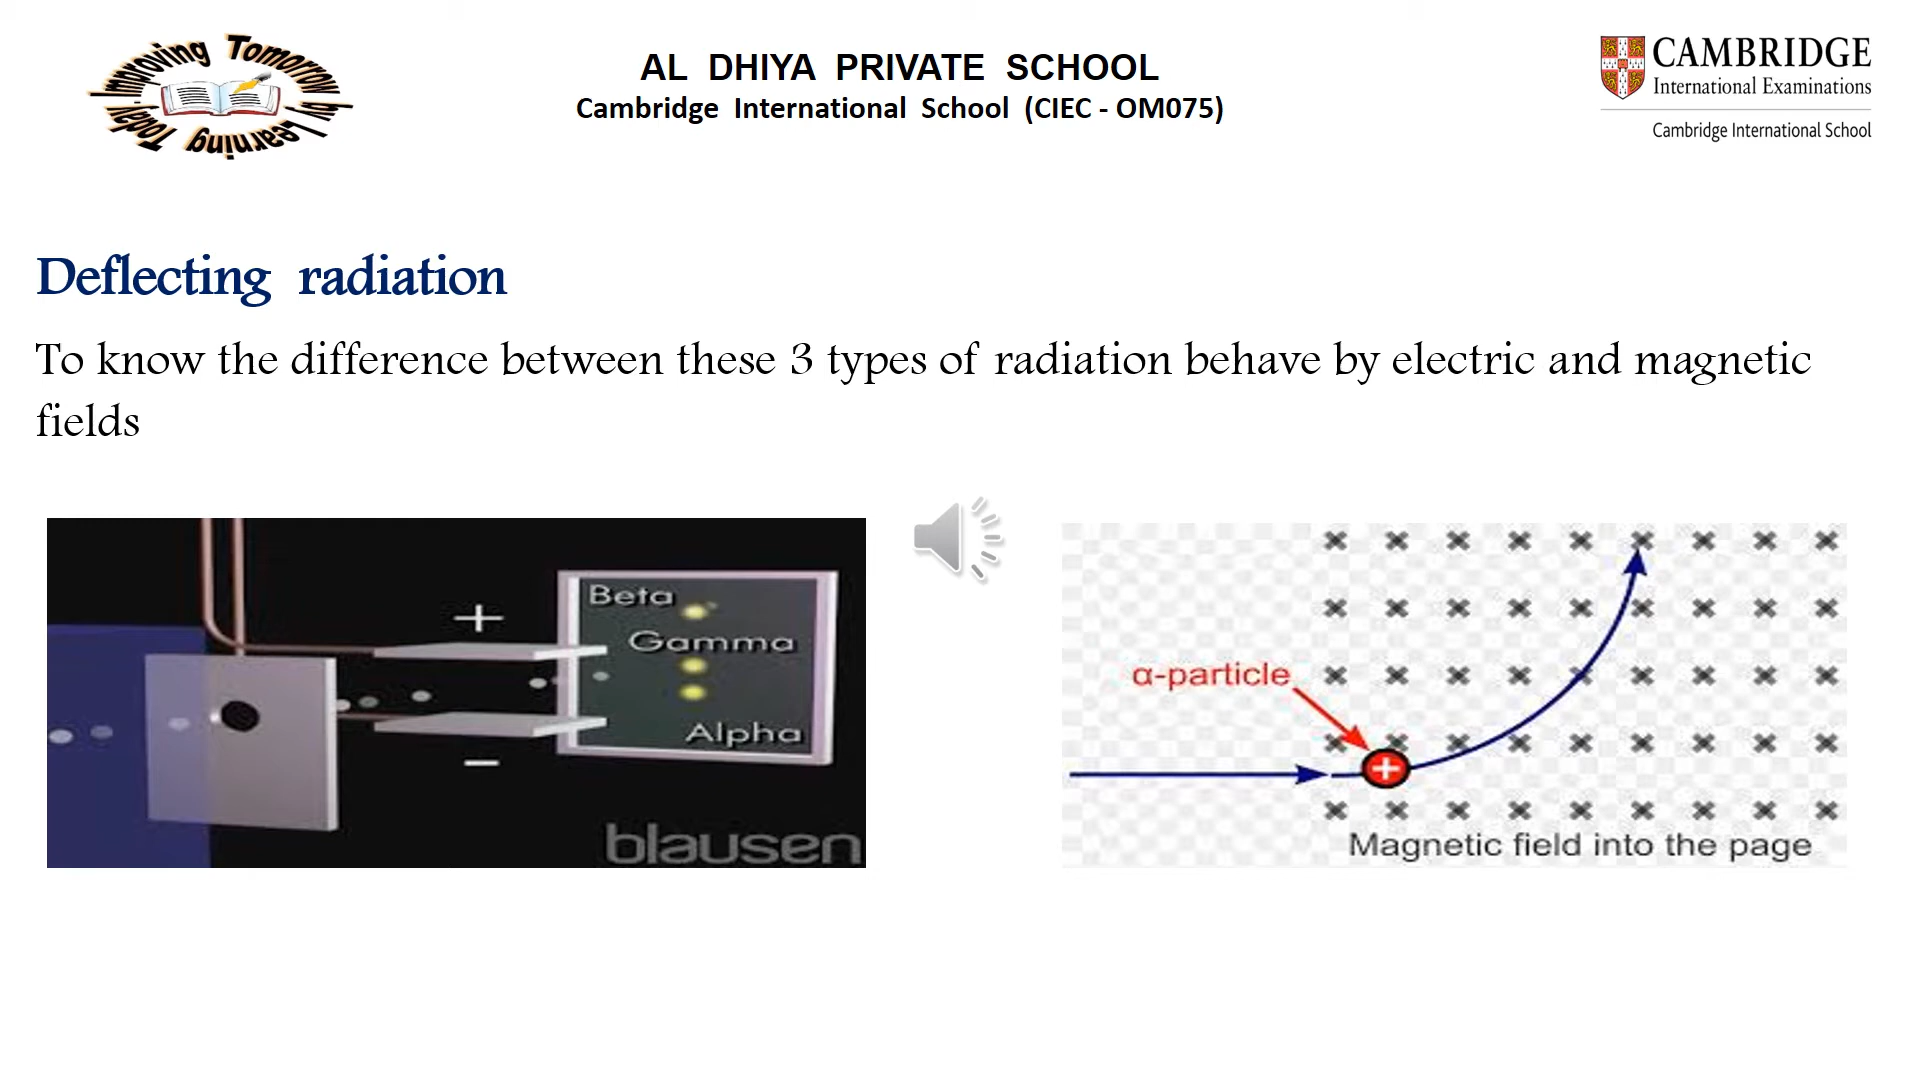 Improving Tomorrow by Learning Today
AL DHIYA PRIVATE SCHOOL
Cambridge International School (CIEC - OM075)
CAMBRIDGE
International Examinations
Cambridge International School
Deflecting radiation
To know the difference between these 3 types of radiation behave by electric and magnetic
fields
+
Beta
Gamma
Alpha
−
blausen
α-particle
+
Magnetic field into the page